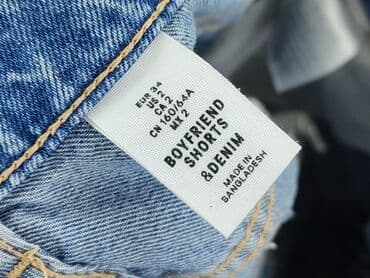 EUR 34
US 2
CA 2
CN 160/64A
MX 2
BOYFRIEND
SHORTS
&DENIM
MADE IN
BANGLADESH